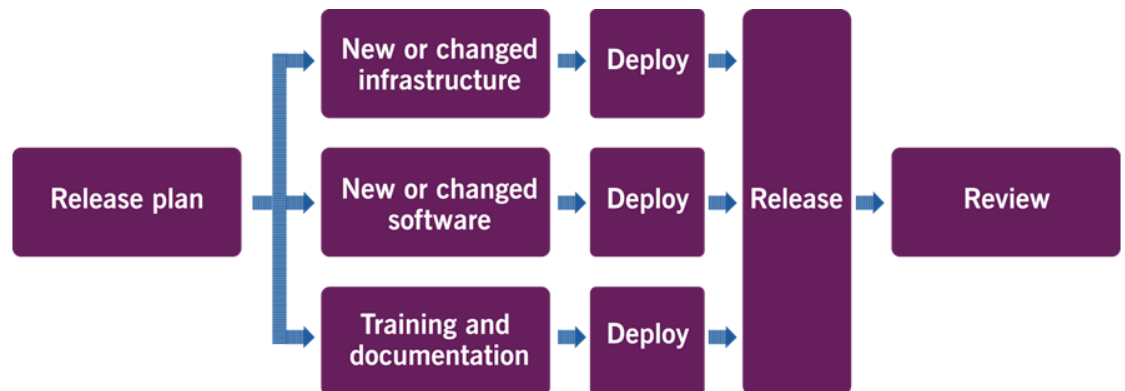 New or changed
infrastructure
Deploy
Release plan
New or changed
software
Deploy
Release
Review
Training and
documentation
Deploy